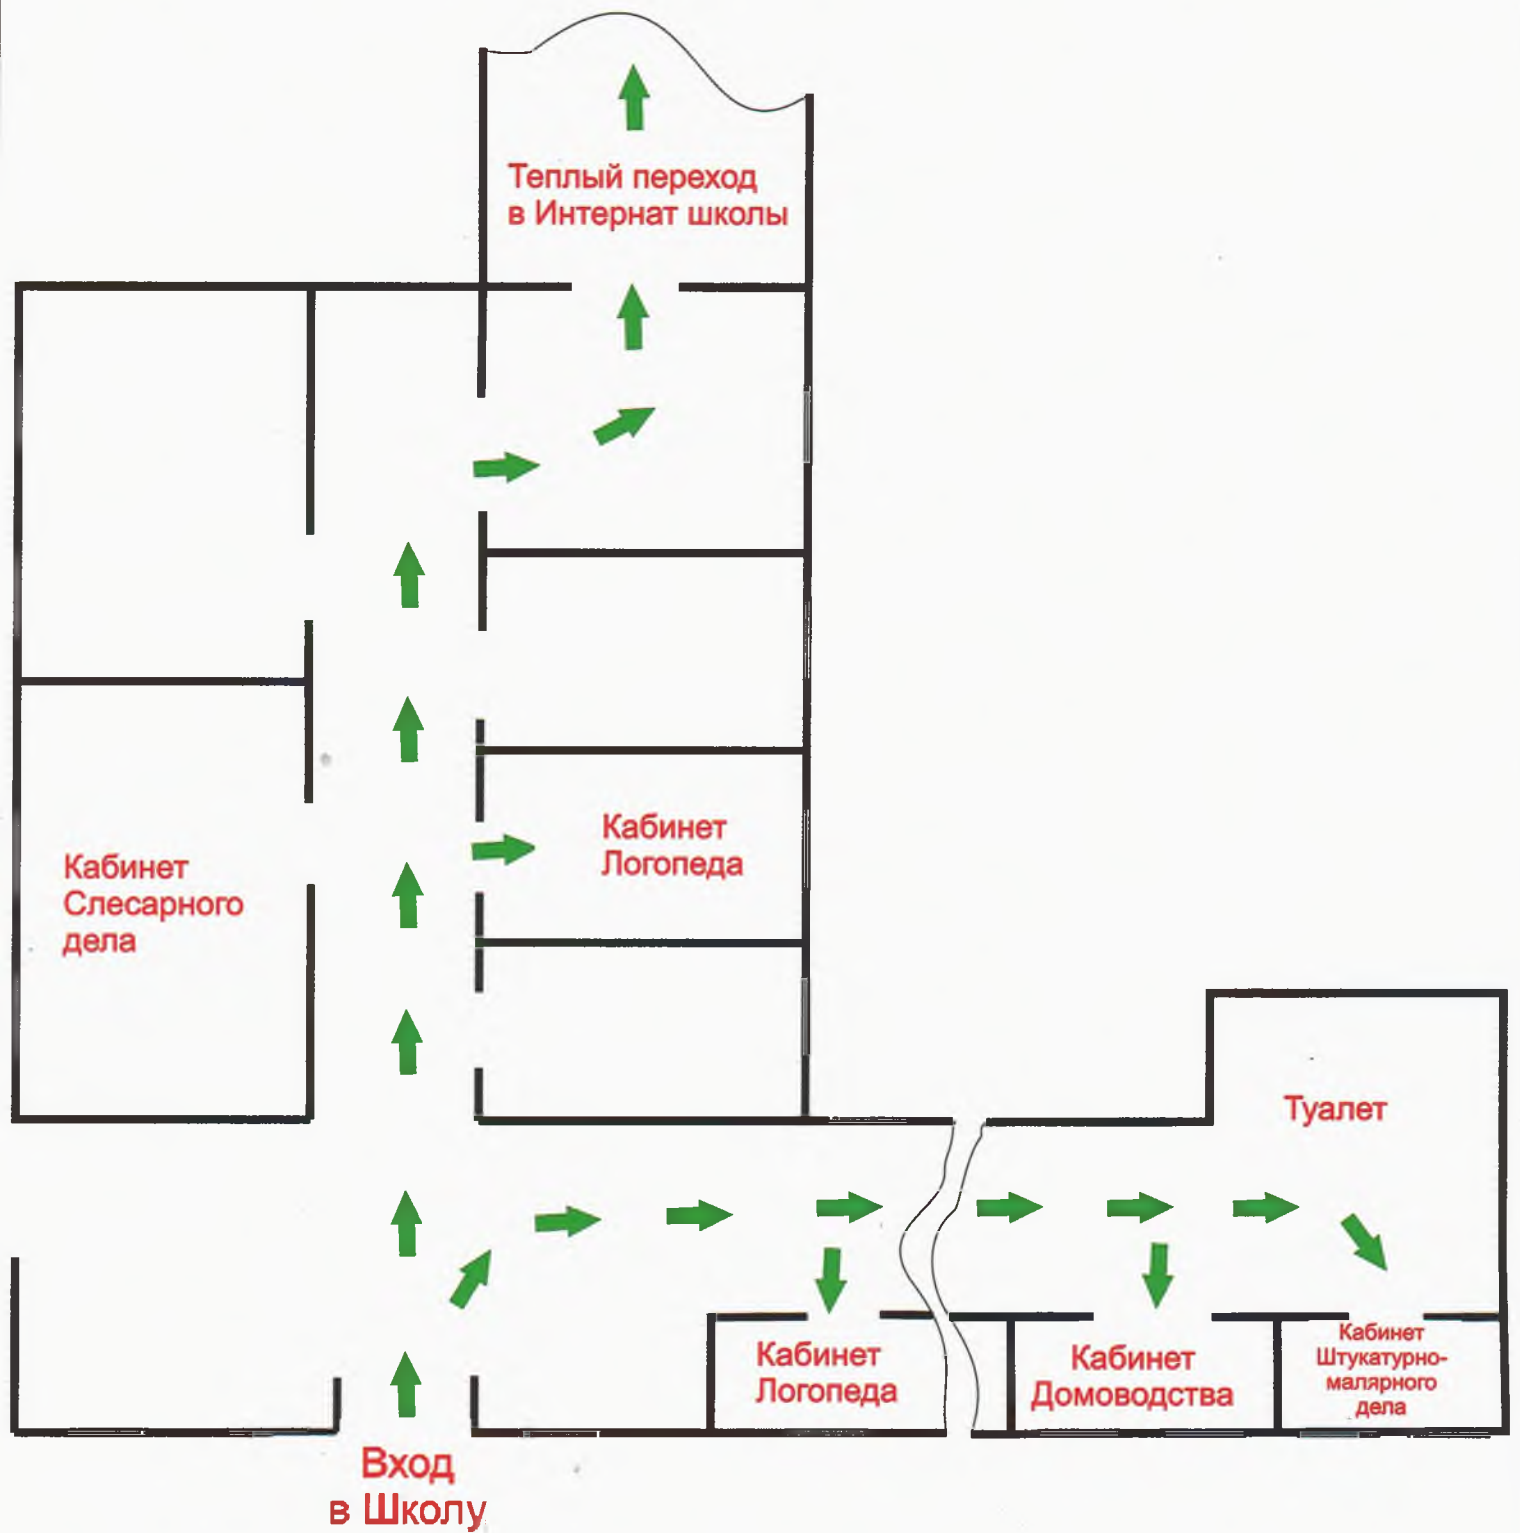 Теплый переход
в Интернат школы
Кабинет
Логопеда
Кабинет
Слесарного
дела
Туалет
Кабинет
Логопеда
Кабинет
Домоводства
Кабинет
Штукатурно-
малярного
дела
Вход
в Школу